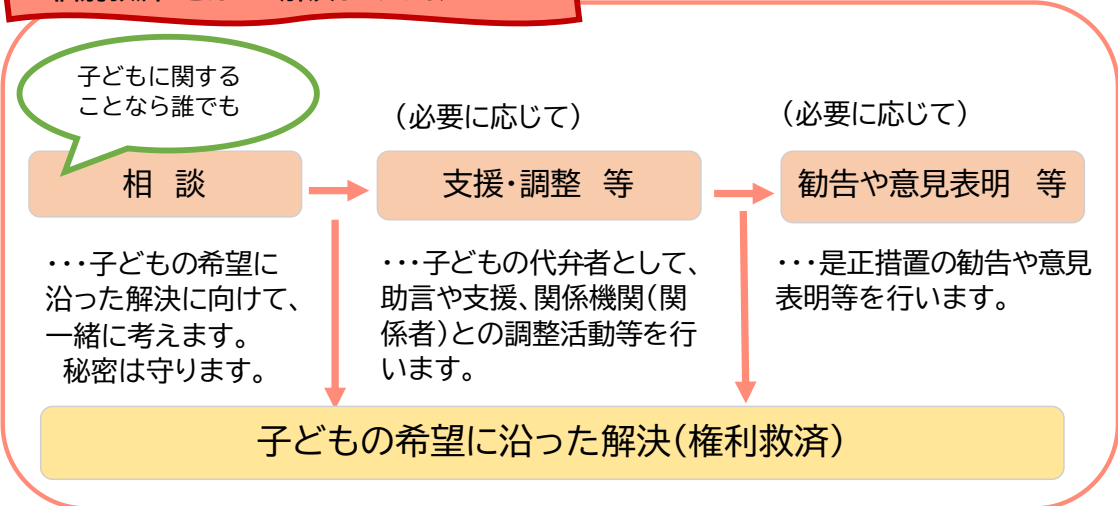 子どもに関する
ことなら誰でも
（必要に応じて）
（必要に応じて）
相　談
支援・調整　等
勧告や意見表明　等
・・・子どもの希望に
沿った解決に向けて、
一緒に考えます。
秘密は守ります。
・・・子どもの代弁者として、
助言や支援、関係機関（関
係者）との調整活動等を行
います。
・・・是正措置の勧告や意見
表明等を行います。
子どもの希望に沿った解決（権利救済）